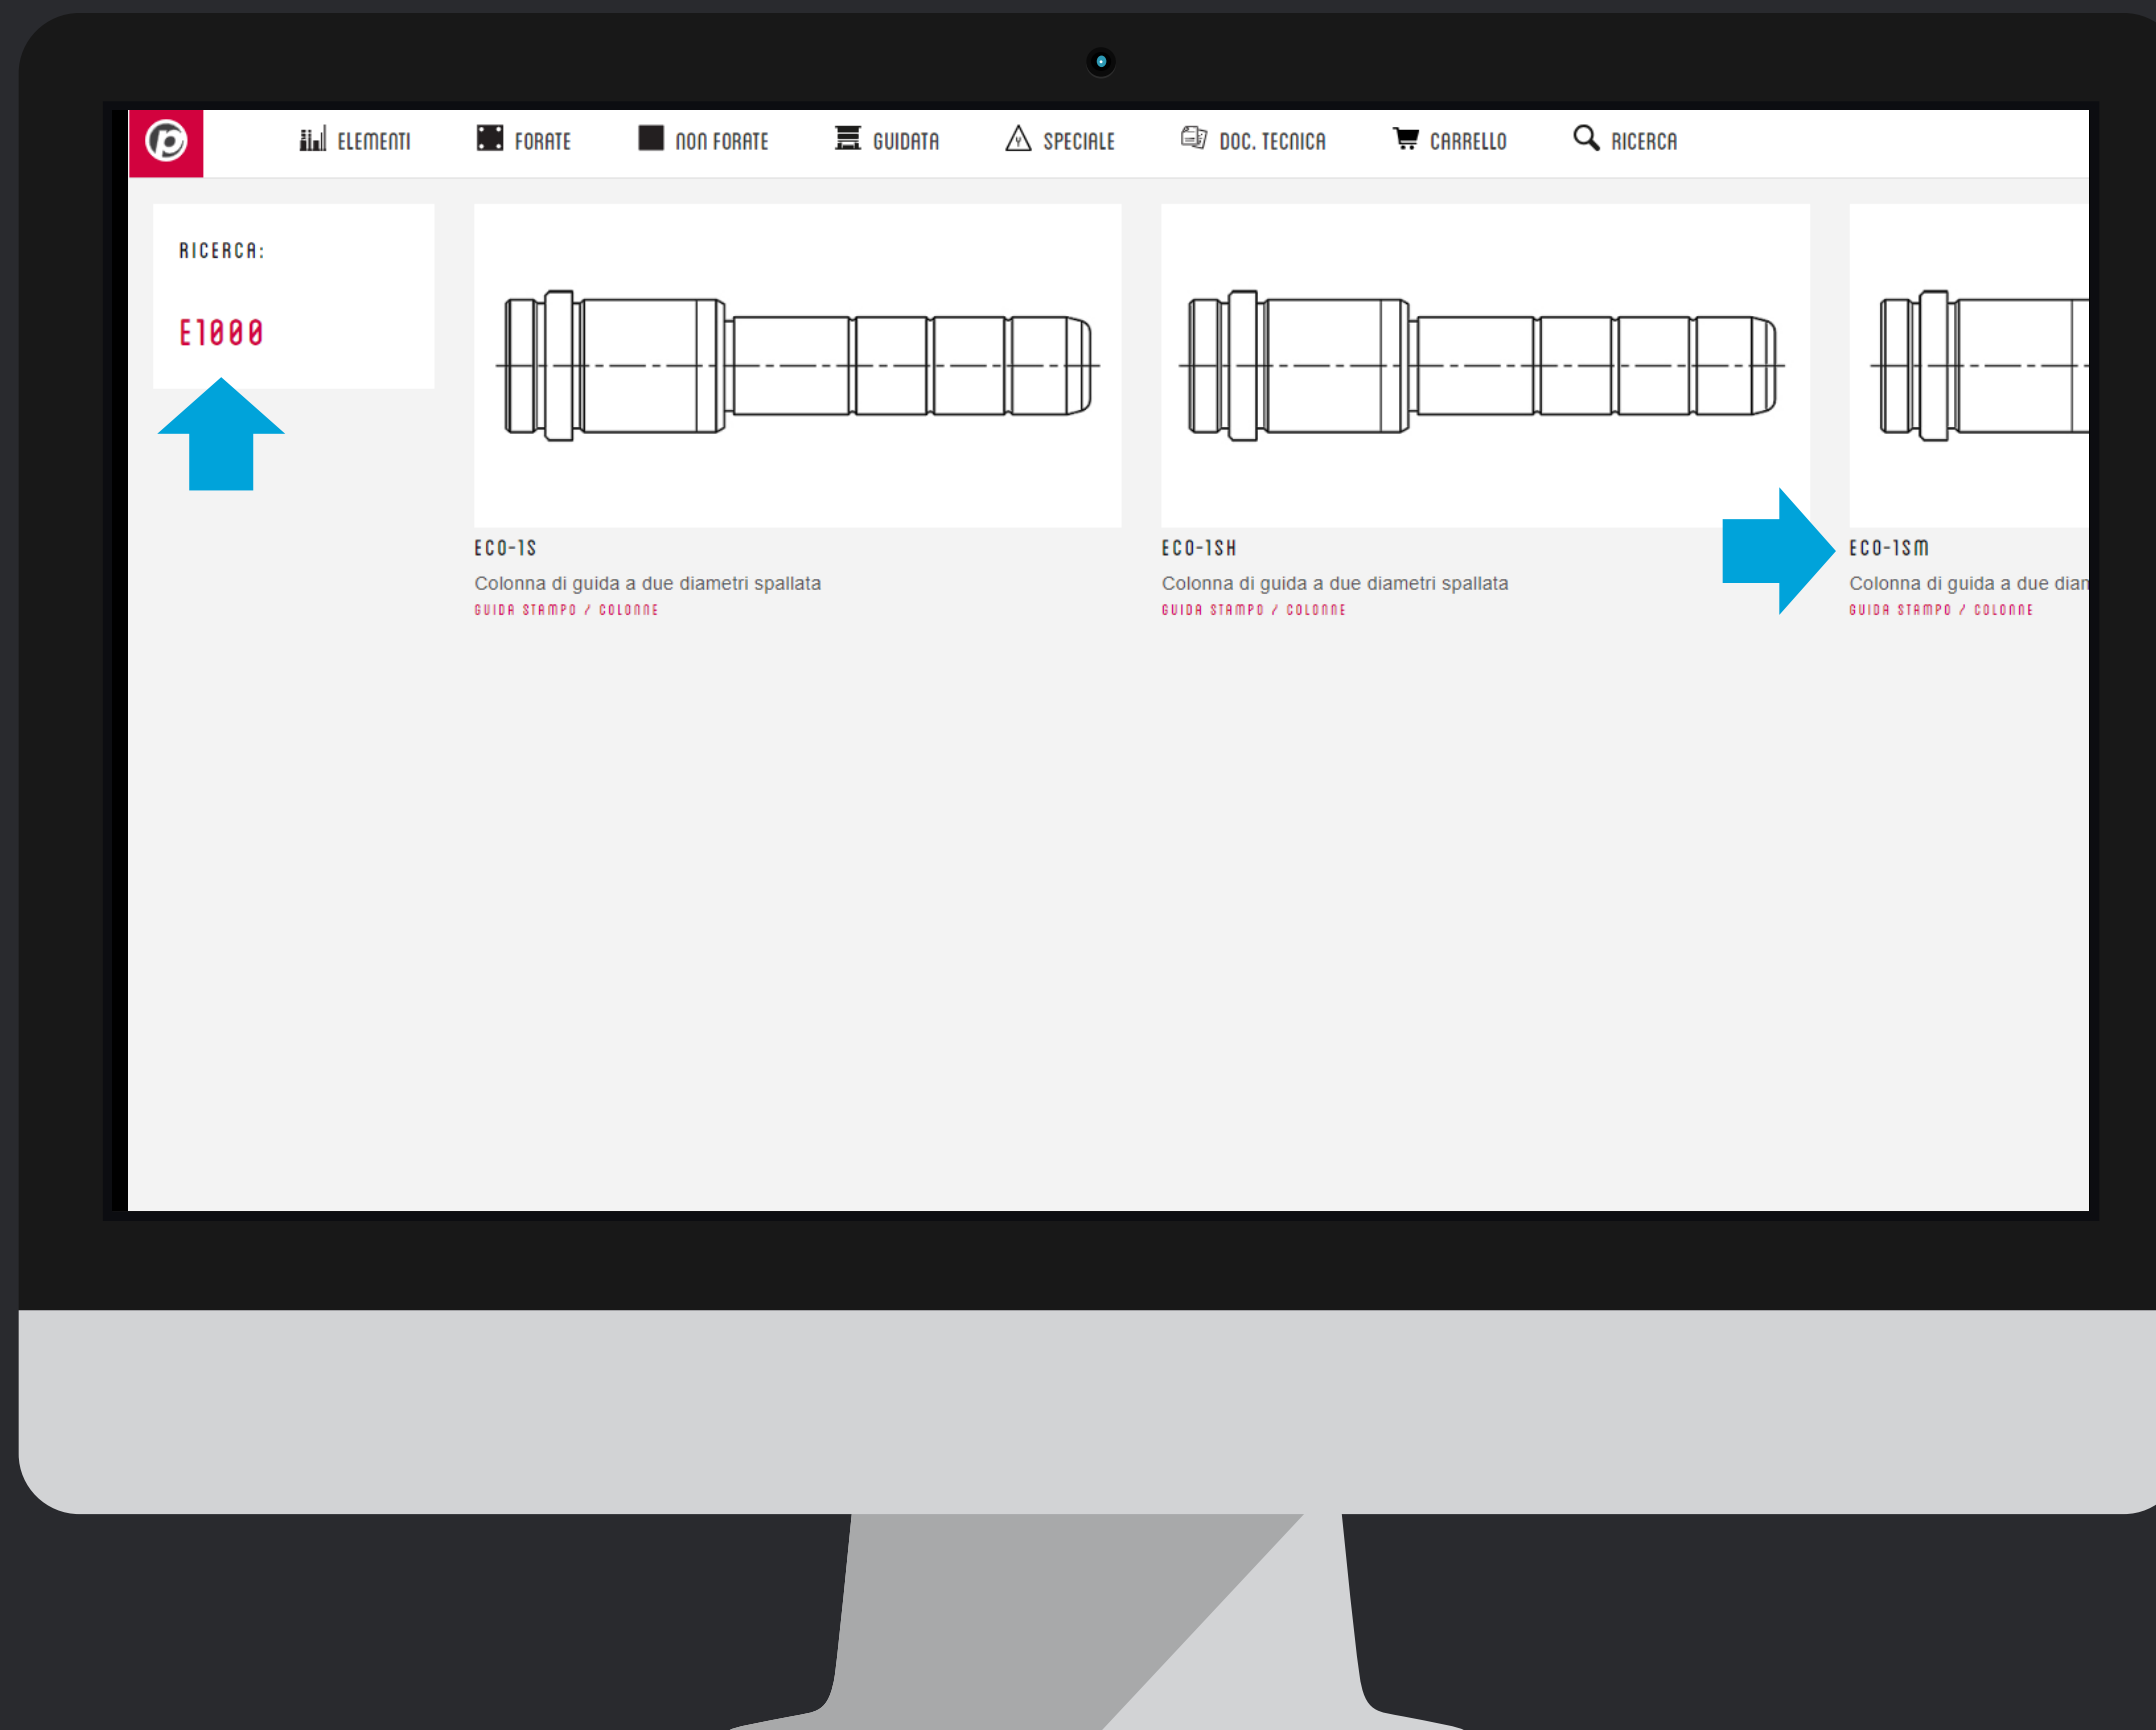 ELEMENTI FORATE NON FORATE GUIDATA SPECIALE DOC. TECNICA CARRELLO RICERCA
RICERCA:
E1000
ECO-1S
Colonna di guida a due diametri spallata
GUIDA STAMPO / COLONNE
ECO-1SH
Colonna di guida a due diametri spallata
GUIDA STAMPO / COLONNE
ECO-1SM
Colonna di guida a due
GUIDA STAMPO / COLONNE